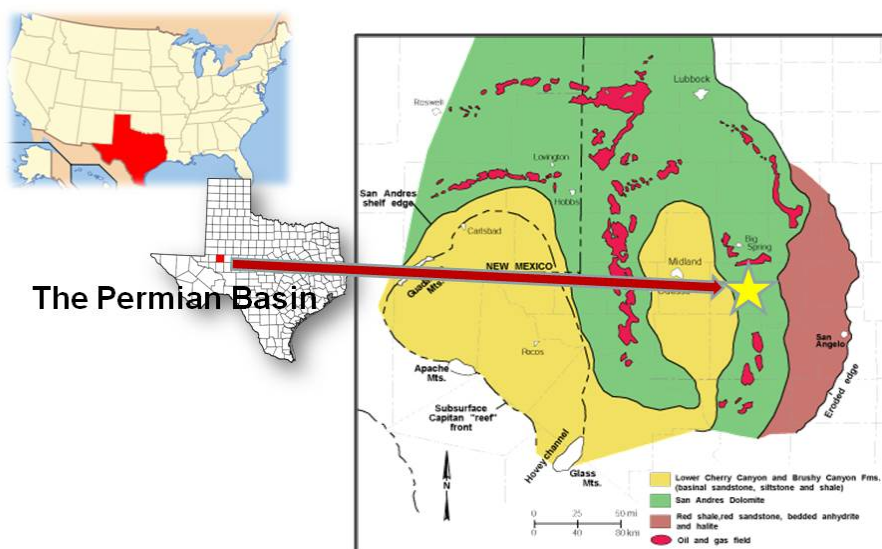 The Permian Basin
Lubbock
Roswell
Lovington
San Andres
shelf edge
Hobbs
Carlsbad
Big
Spring
Midland
NEW MEXICO
Mts.
San
Angelo
Apache
Mts.
Eroded edge
Subsurface
Capitan "reef"
front
Hovey channel
Glass
Mts.
N
0 25 50 mi
0 40 80 km
Lower Cherry Canyon and Brushy Canyon Fms.
(basinal sandstone, siltstone and shale)
San Andres Dolomite
Red shale,red sandstone, bedded anhydrite
and halite
Oil and gas field